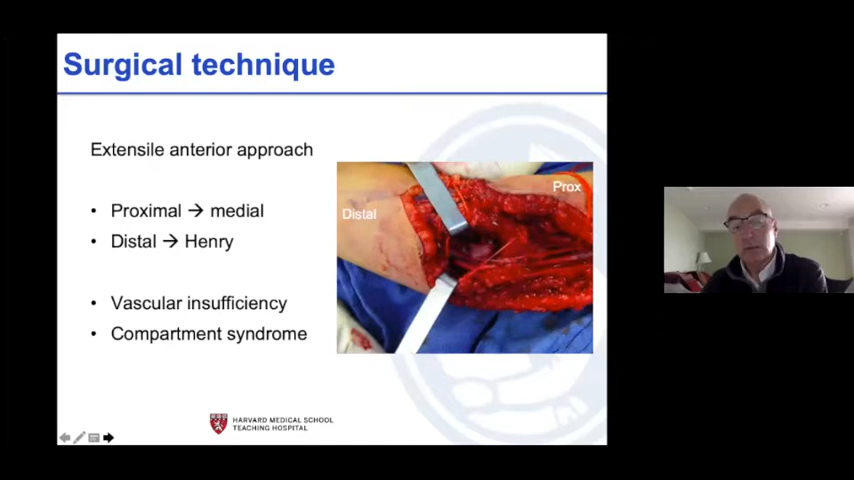 Surgical technique
Extensile anterior approach
• Proximal → medial
• Distal → Henry
• Vascular insufficiency
• Compartment syndrome
Distal
Prox
HARVARD MEDICAL SCHOOL
TEACHING HOSPITAL